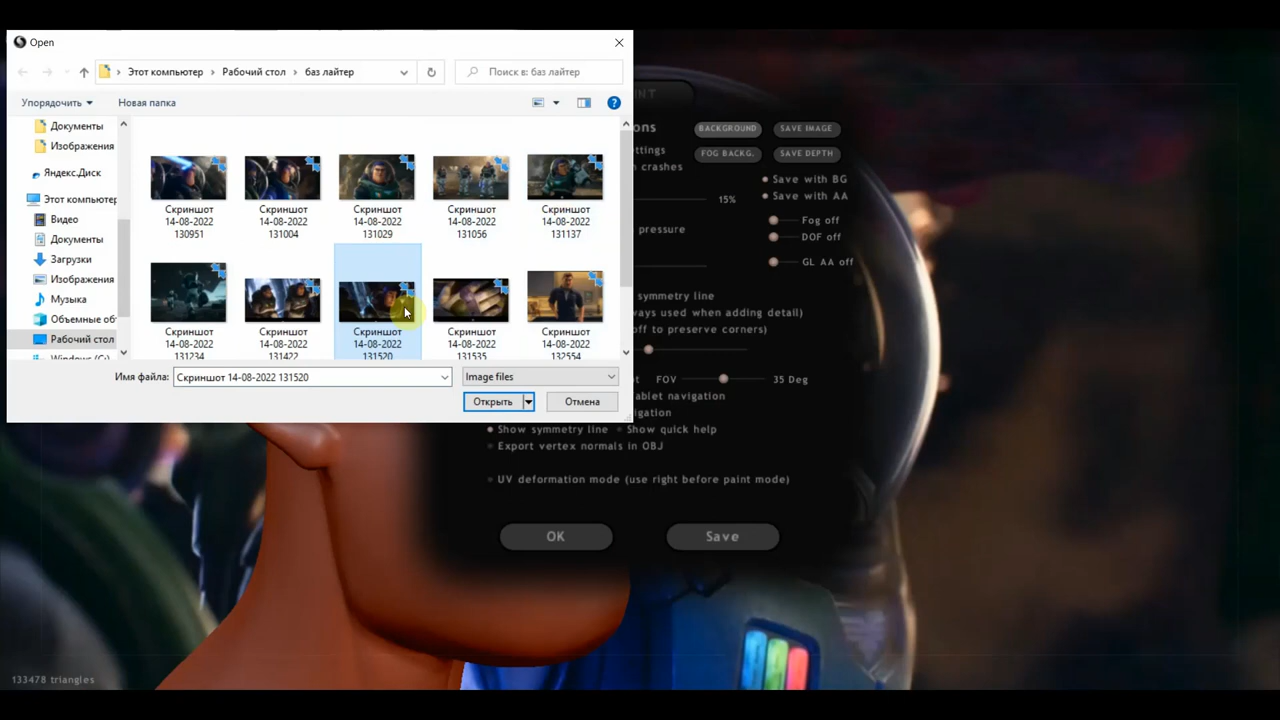 Open
Этот компьютер
Рабочий стол
баз лайтер
Поиск в: баз лайтер
Упорядочить
Новая папка
Документы
Изображения
Яндекс.Диск
Этот компьютер
Видео
Документы
Загрузки
Изображения
Музыка
Объемные об
Рабочий стол
Windows (C:)
Скриншот
14-08-2022
130951
Скриншот
14-08-2022
131004
Скриншот
14-08-2022
131029
Скриншот
14-08-2022
131056
Скриншот
14-08-2022
131137
Скриншот
14-08-2022
131234
Скриншот
14-08-2022
131422
Скриншот
14-08-2022
131520
Скриншот
14-08-2022
131535
Скриншот
14-08-2022
132554
Имя файла:
Скриншот 14-08-2022 131520
Image files
Открыть
Отмена
BACKGROUND
SAVE IMAGE
FOG BACKG.
SAVE DEPTH
crashes
Save with BG
15%
Save with AA
pressure
Fog off
DOF off
GL AA off
symmetry line
ways used when adding detail)
off to preserve corners)
FOV
35 Deg
ablet navigation
igation
Show symmetry line
Show quick help
Export vertex normals in OBJ
UV deformation mode (use right before paint mode)
OK
Save
133478 triangles